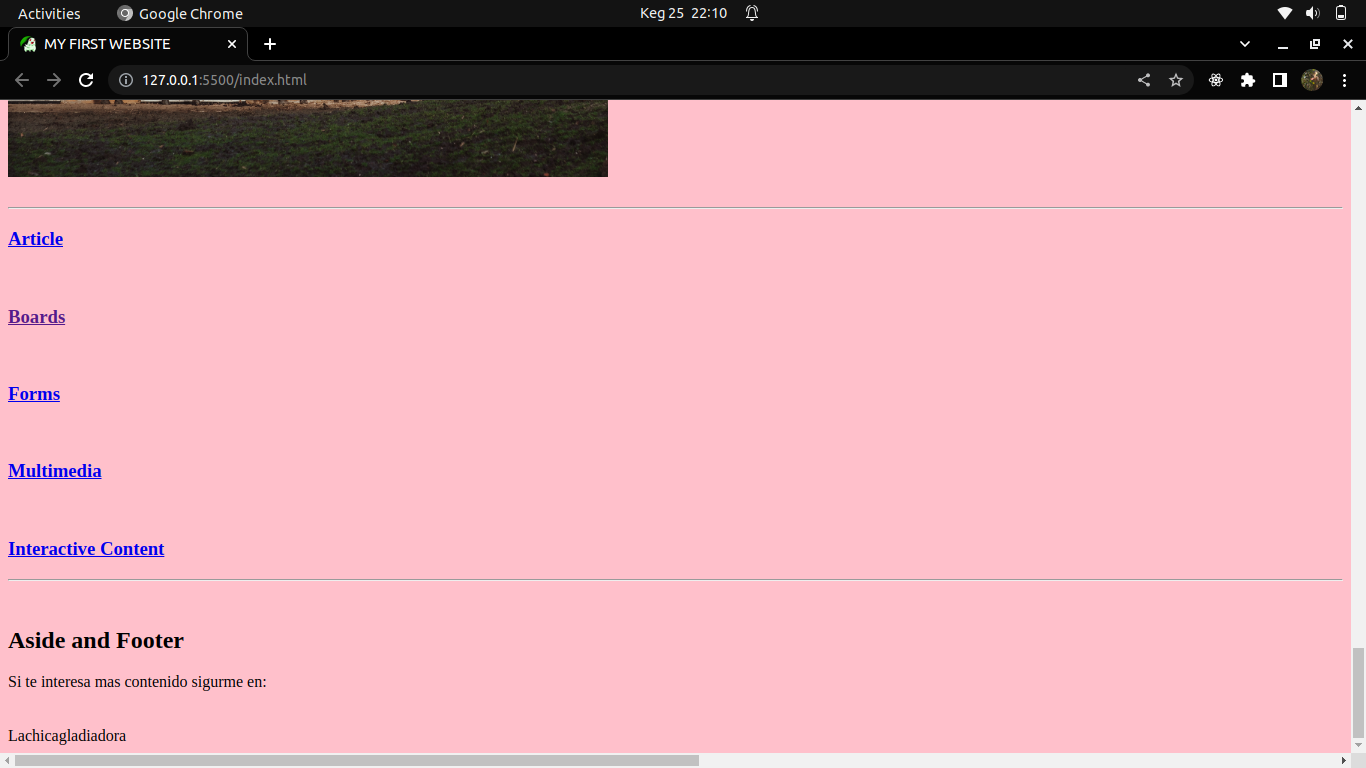 Activities Google Chrome Keg 25 22:10
MY FIRST WEBSITE
127.0.0.1:5500/index.html
Article
Boards
Forms
Multimedia
Interactive Content
Aside and Footer
Si te interesa mas contenido sigurme en:
Lachicagladiadora